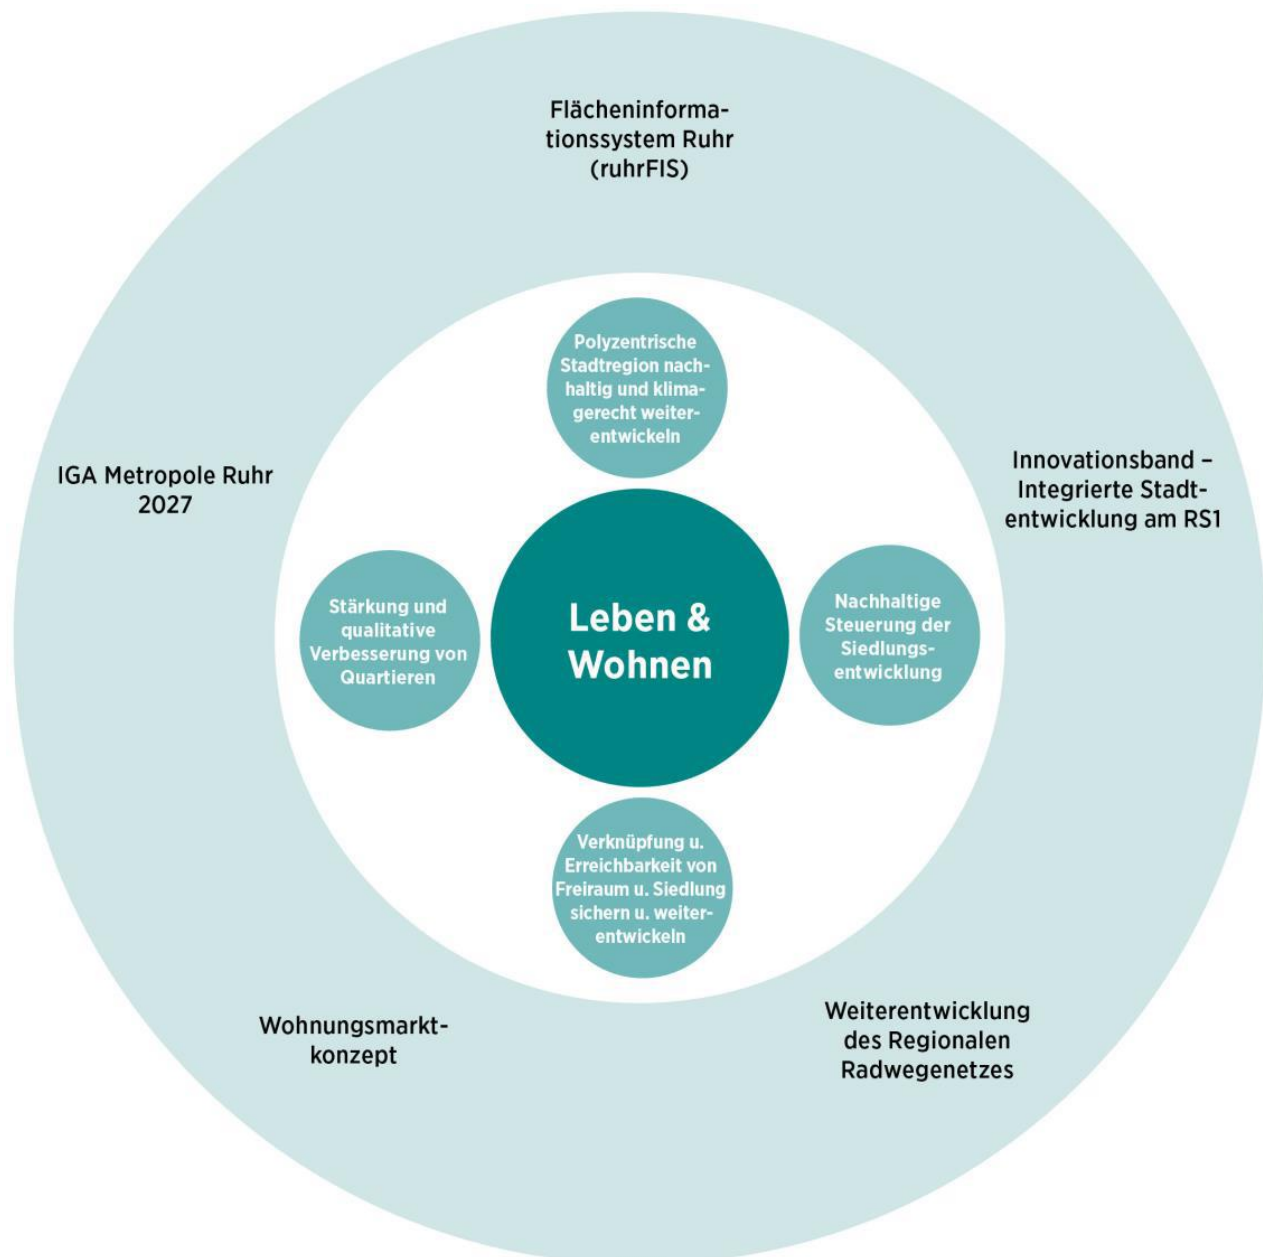 Flächeninforma-
tionssystem Ruhr
(ruhrFIS)
Polyzentrische
Stadtregion nach-
haltig und klima-
gerecht weiter-
entwickeln
IGA Metropole Ruhr
2027
Innovationsband –
Integrierte Stadt-
entwicklung am RS1
Stärkung und
qualitative
Verbesserung von
Quartieren
Leben &
Wohnen
Nachhaltige
Steuerung der
Siedlungs-
entwicklung
Verknüpfung u.
Erreichbarkeit von
Freiraum u. Siedlung
sichern u. weiter-
entwickeln
Wohnungsmarkt-
konzept
Weiterentwicklung
des Regionalen
Radwegenetzes